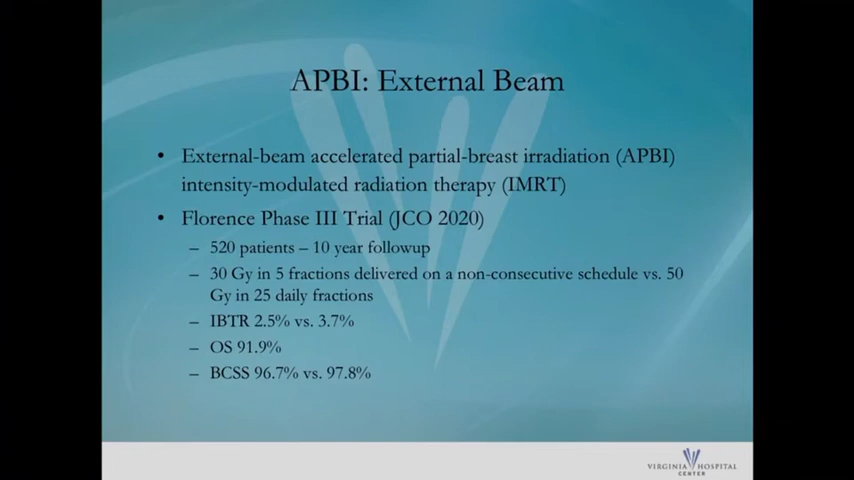 APBI: External Beam
• External-beam accelerated partial-breast irradiation (APBI)
intensity-modulated radiation therapy (IMRT)
• Florence Phase III Trial (JCO 2020)
– 520 patients – 10 year followup
– 30 Gy in 5 fractions delivered on a non-consecutive schedule vs. 50
Gy in 25 daily fractions
– IBTR 2.5% vs. 3.7%
– OS 91.9%
– BCSS 96.7% vs. 97.8%
VIRGINIA HOSPITAL
CENTER